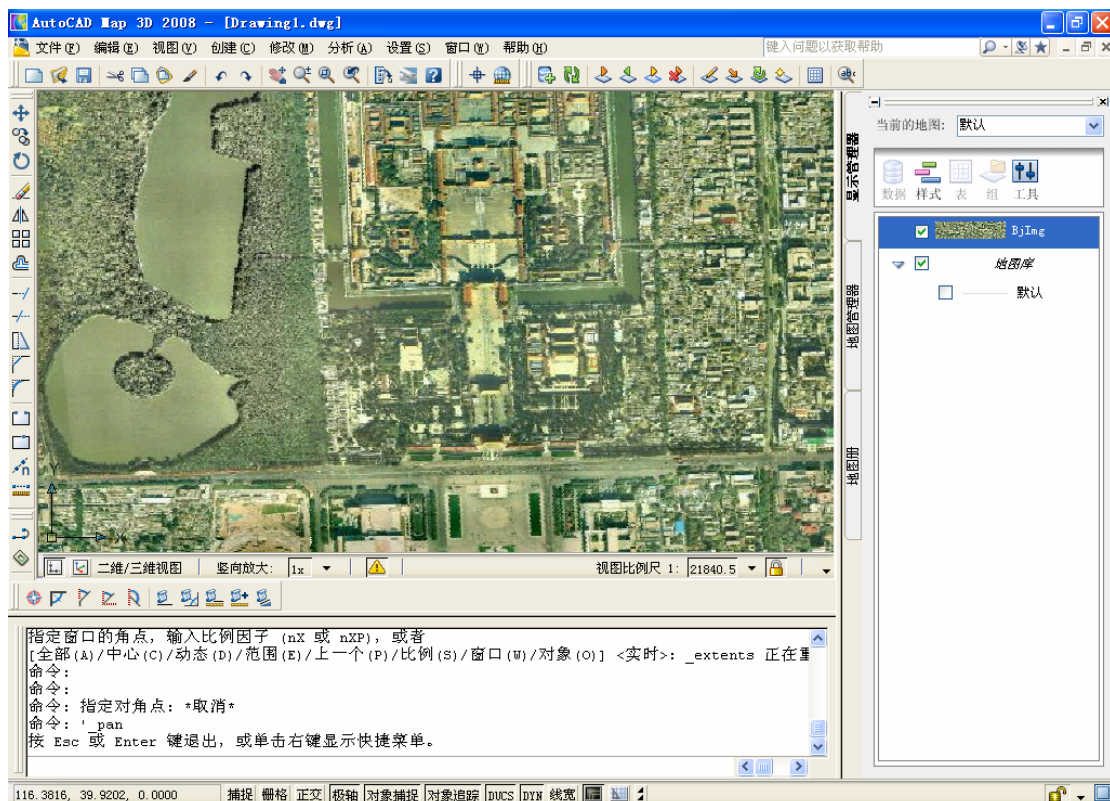 AutoCAD Map 3D 2008 - [Drawing1.dwg]
文件(F) 编辑(E) 视图(V) 创建(C) 修改(M) 分析(A) 设置(S) 窗口(W) 帮助(H) 键入问题以获取帮助
当前的地图: 默认
数据 样式 表 组 工具
BjImg
地图库
默认
显示管理器
地图管理器
地图册
Y
X
二维/三维视图 竖向放大: 1x 视图比例尺 1: 21840.5
指定窗口的角点, 输入比例因子 (nX 或 nXP), 或者
[全部(A)/中心(C)/动态(D)/范围(E)/上一个(P)/比例(S)/窗口(W)/对象(O)] <实时>: _extents 正在重
命令:
命令:
命令: 指定对角点: *取消*
命令: '_pan
按 Esc 或 Enter 键退出, 或单击右键显示快捷菜单。
116.3816, 39.9202, 0.0000 捕捉 栅格 正交 极轴 对象捕捉 对象追踪 DUCS DYN 线宽